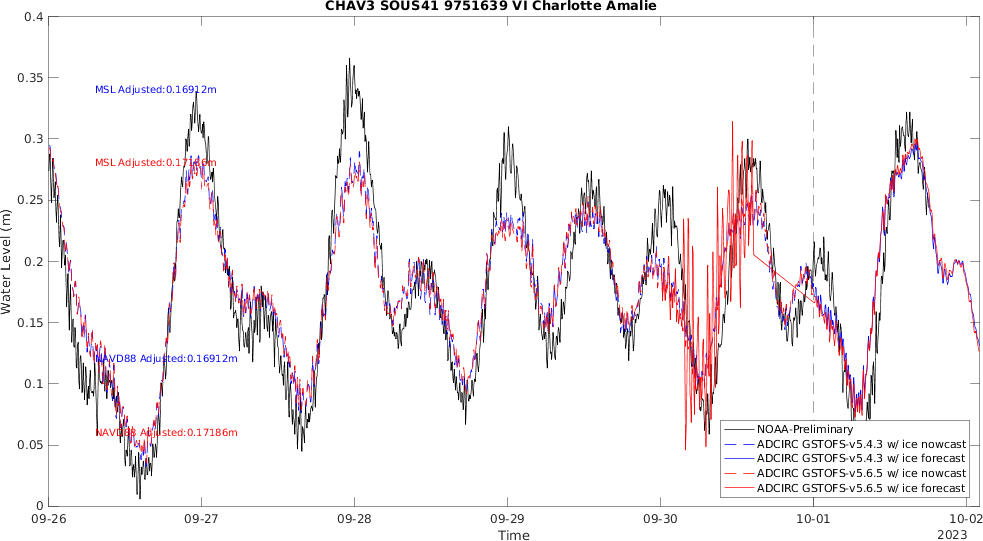 CHAV3 SOUS41 9751639 VI Charlotte Amalie
0.4
0.35
0.3
0.25
0.2
0.15
0.1
0.05
0
Water Level (m)
MSL Adjusted:0.16912m
MSL Adjusted:0.17186m
NAVD88 Adjusted:0.16912m
NAVD88 Adjusted:0.17186m
NOAA-Preliminary
ADCIRC GSTOFS-v5.4.3 w/ ice nowcast
ADCIRC GSTOFS-v5.4.3 w/ ice forecast
ADCIRC GSTOFS-v5.6.5 w/ ice nowcast
ADCIRC GSTOFS-v5.6.5 w/ ice forecast
09-26 09-27 09-28 09-29 09-30 10-01 10-02
Time 2023